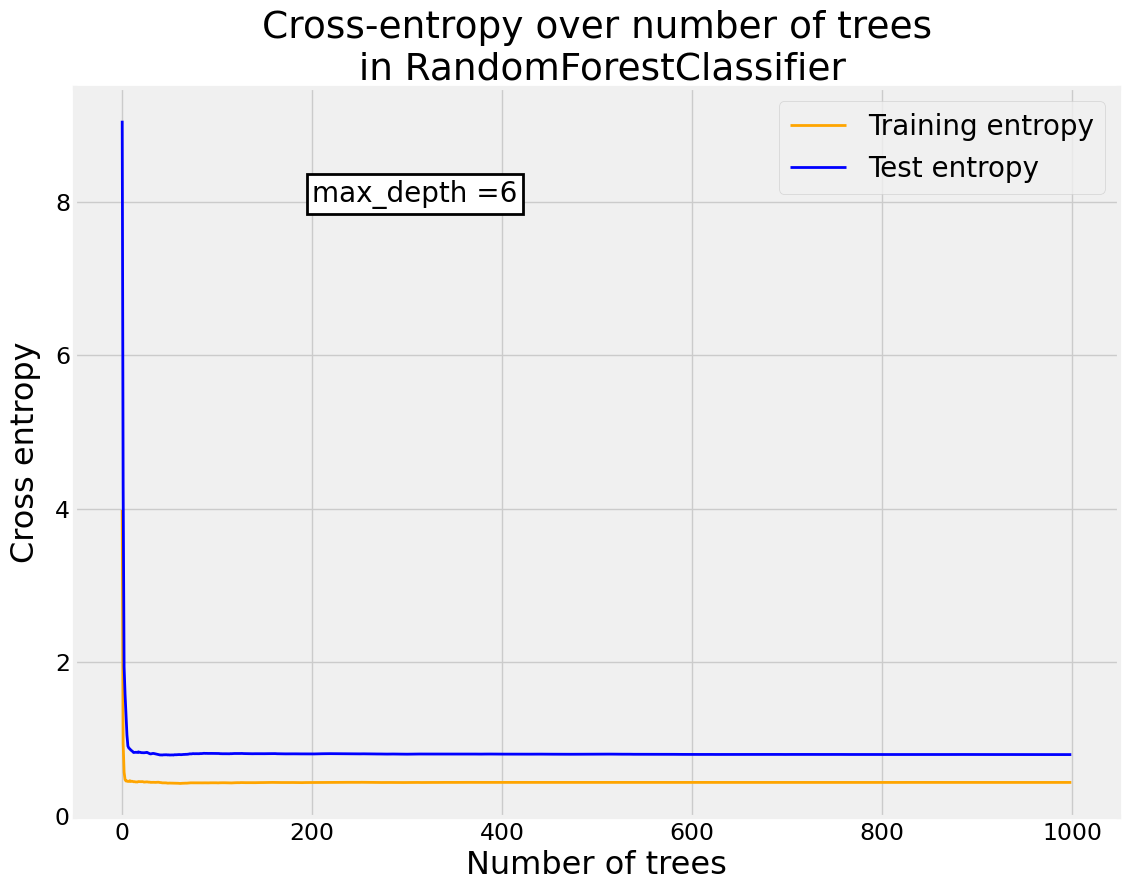 Cross-entropy over number of trees
in RandomForestClassifier
Training entropy
Test entropy
max_depth =6
8
6
4
2
0
Cross entropy
0 200 400 600 800 1000
Number of trees